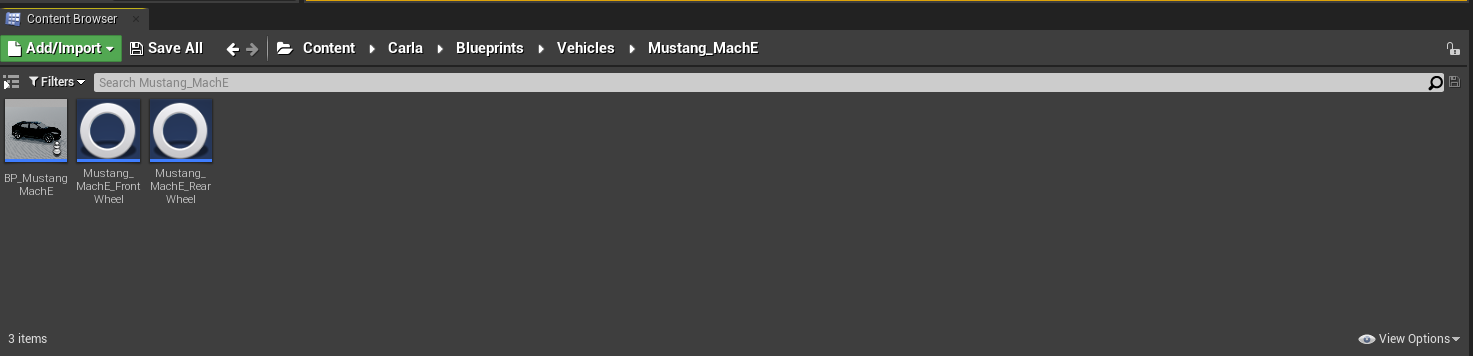 Content Browser
Add/Import Save All Content Carla Blueprints Vehicles Mustang_MachE
Filters Search Mustang_MachE
BP_Mustang
MachE
Mustang_
MachE_Front
Wheel
Mustang_
MachE_Rear
Wheel
3 items View Options